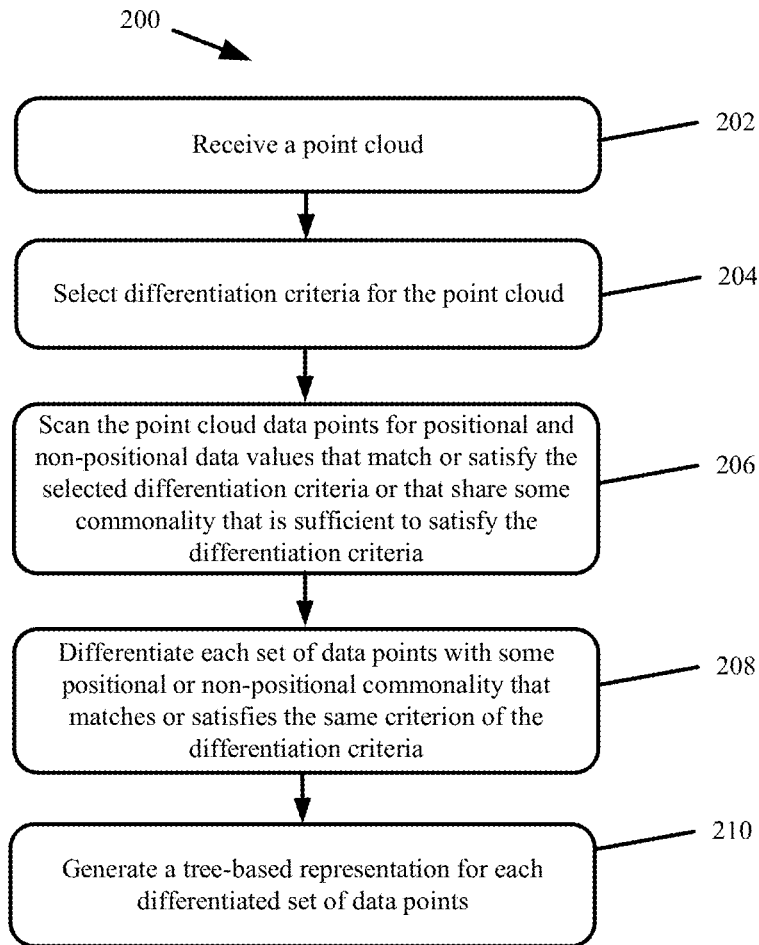 200
Receive a point cloud
202
Select differentiation criteria for the point cloud
204
Scan the point cloud data points for positional and
non-positional data values that match or satisfy the
selected differentiation criteria or that share some
commonality that is sufficient to satisfy the
differentiation criteria
206
Differentiate each set of data points with some
positional or non-positional commonality that
matches or satisfies the same criterion of the
differentiation criteria
208
Generate a tree-based representation for each
differentiated set of data points
210